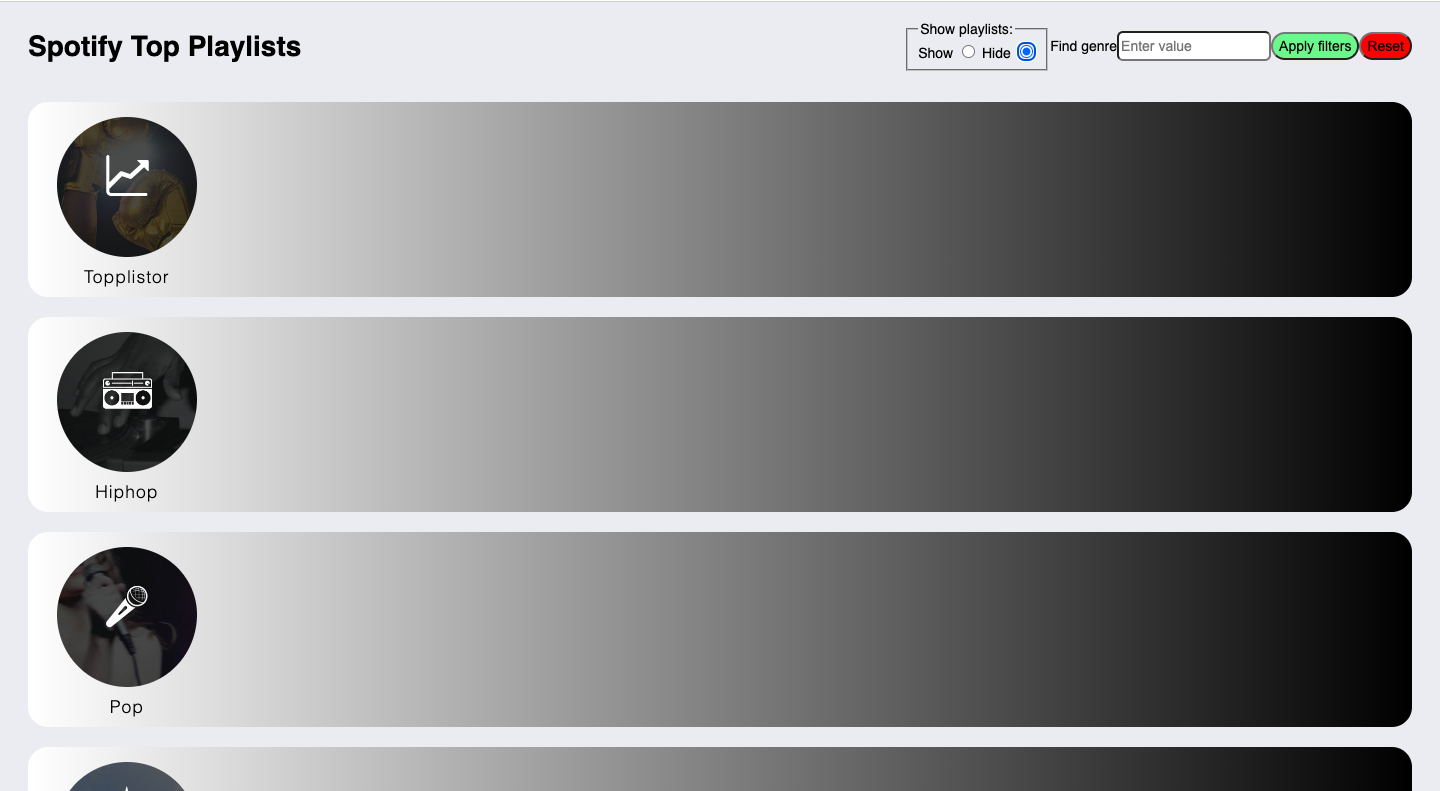 Spotify Top Playlists
Show playlists:
Show Hide
Find genre Enter value Apply filters Reset
Topplistor
Hiphop
Pop